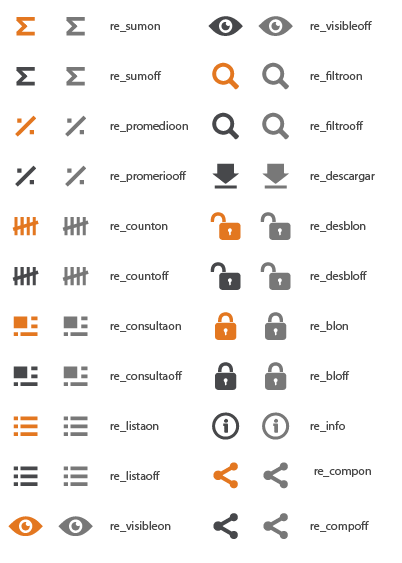 re_sumon
re_sumoff
re_promedioon
re_promeriooff
re_counton
re_countoff
re_consultaon
re_consultaoff
re_listaon
re_listaoff
re_visibleon
re_visibleoff
re_filtroon
re_filtrooff
re_descargar
re_desblon
re_desbloff
re_blon
re_bloff
re_info
re_compon
re_compoff